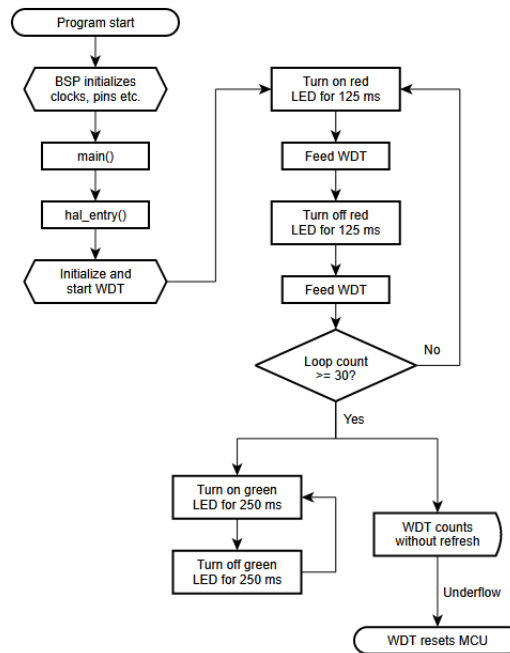 Program start
BSP initializes
clocks, pins etc.
main()
hal_entry()
Initialize and
start WDT
Turn on red
LED for 125 ms
Feed WDT
Turn off red
LED for 125 ms
Feed WDT
Loop count
>= 30?
No
Yes
Turn on green
LED for 250 ms
Turn off green
LED for 250 ms
WDT counts
without refresh
Underflow
WDT resets MCU